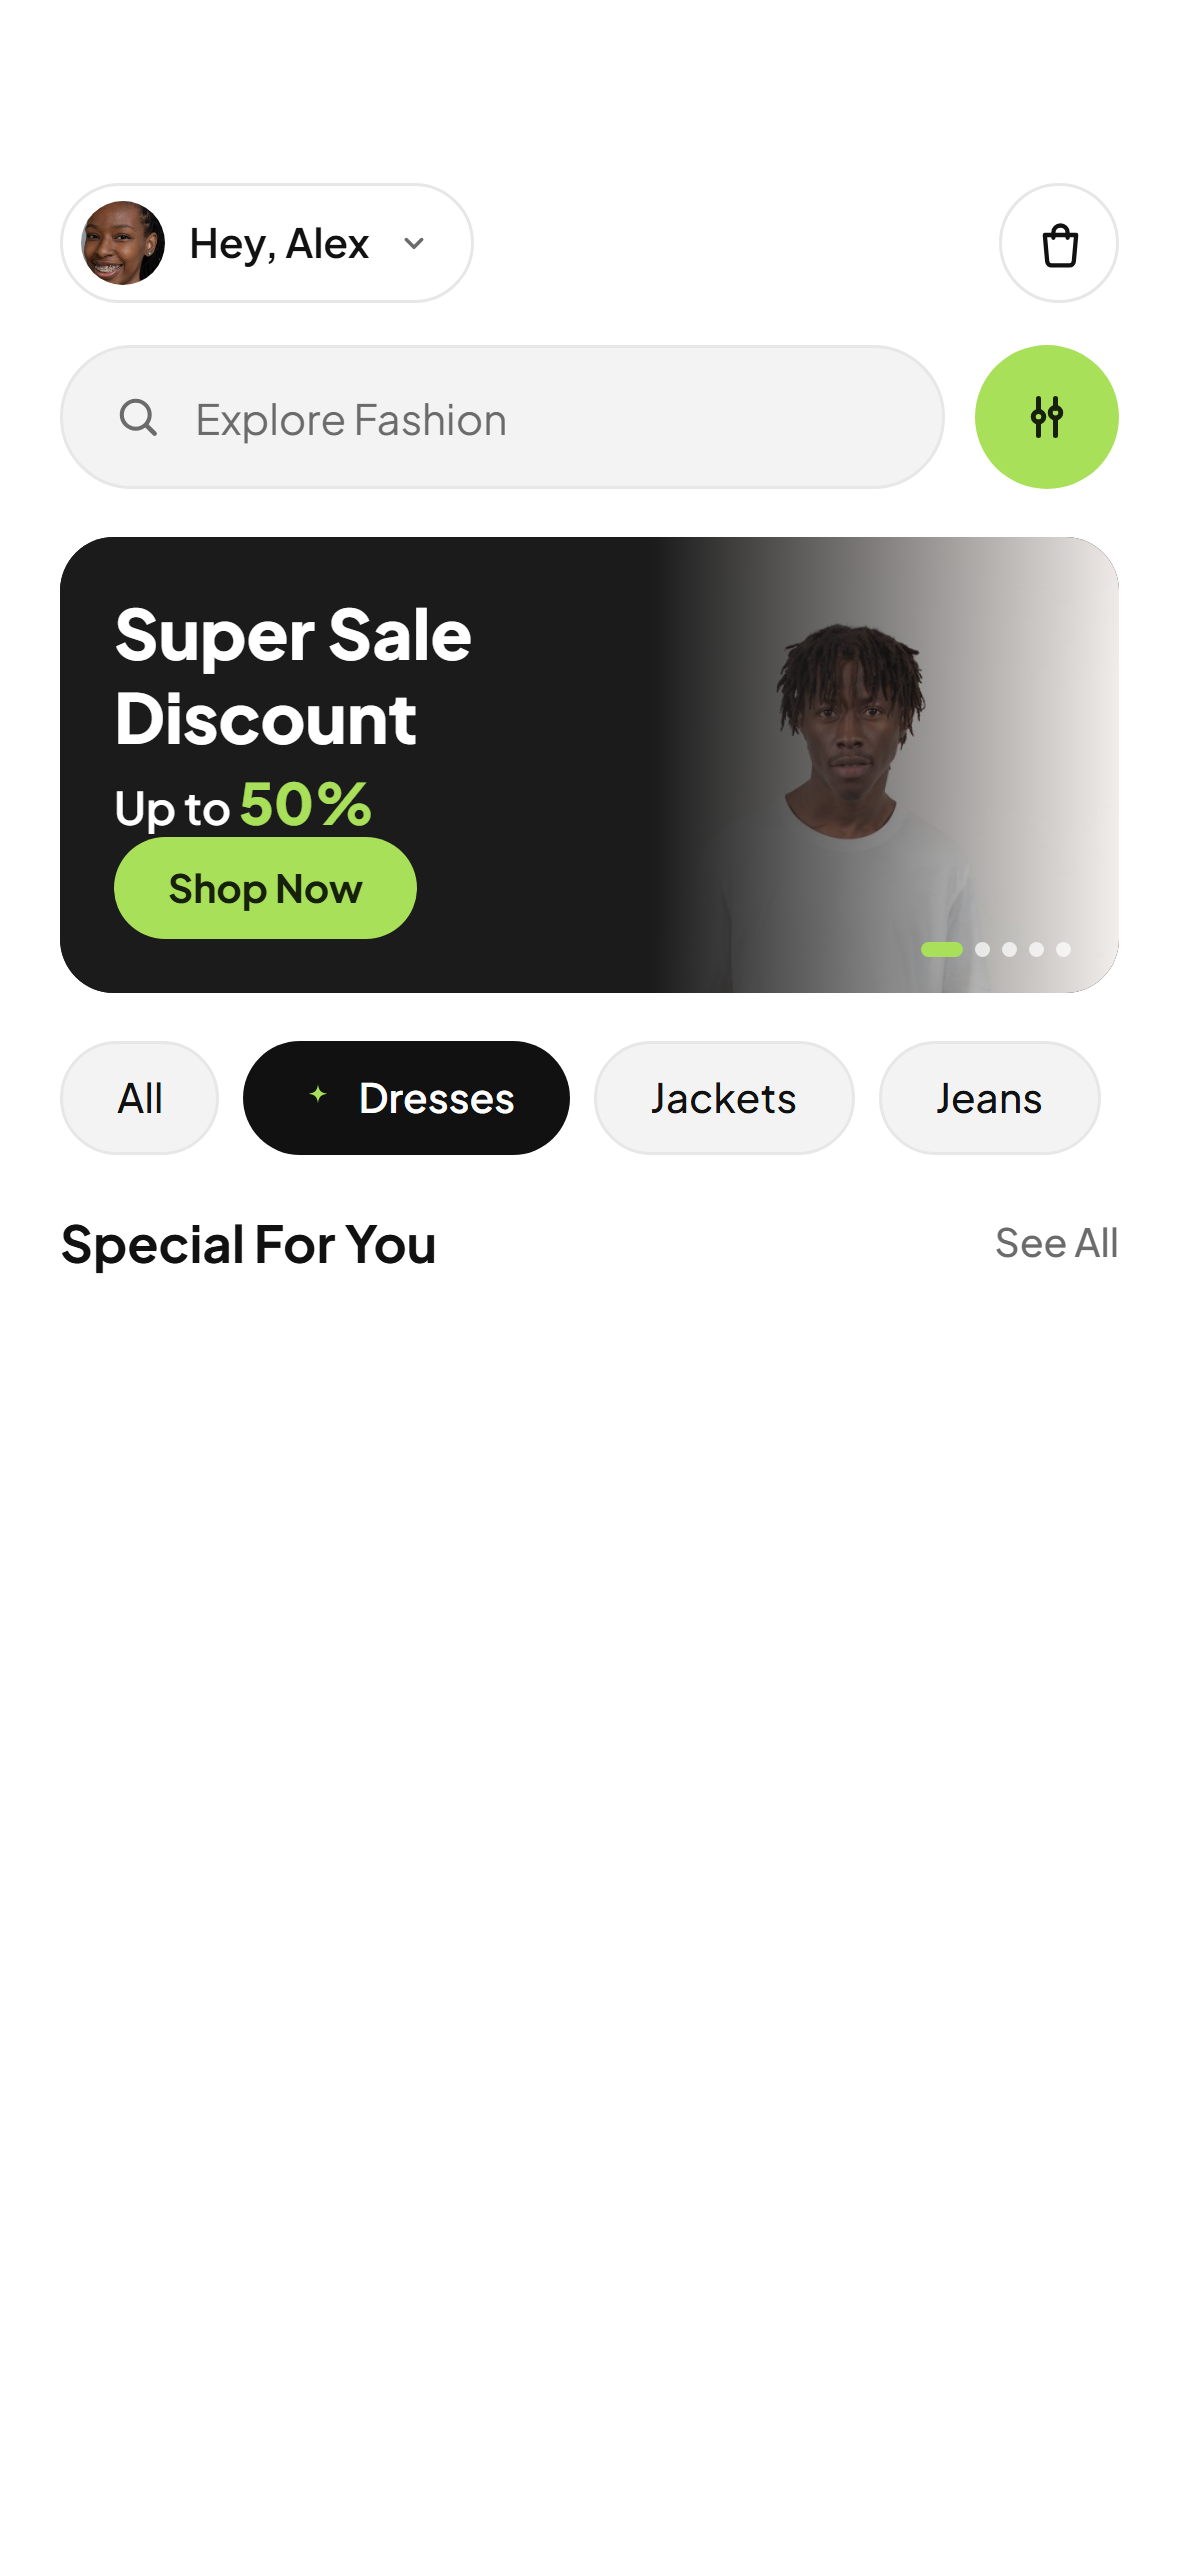 Hey, Alex
Explore Fashion
Super Sale
Discount
Up to 50%
Shop Now
All
Dresses
Jackets
Jeans
Special For You
See All